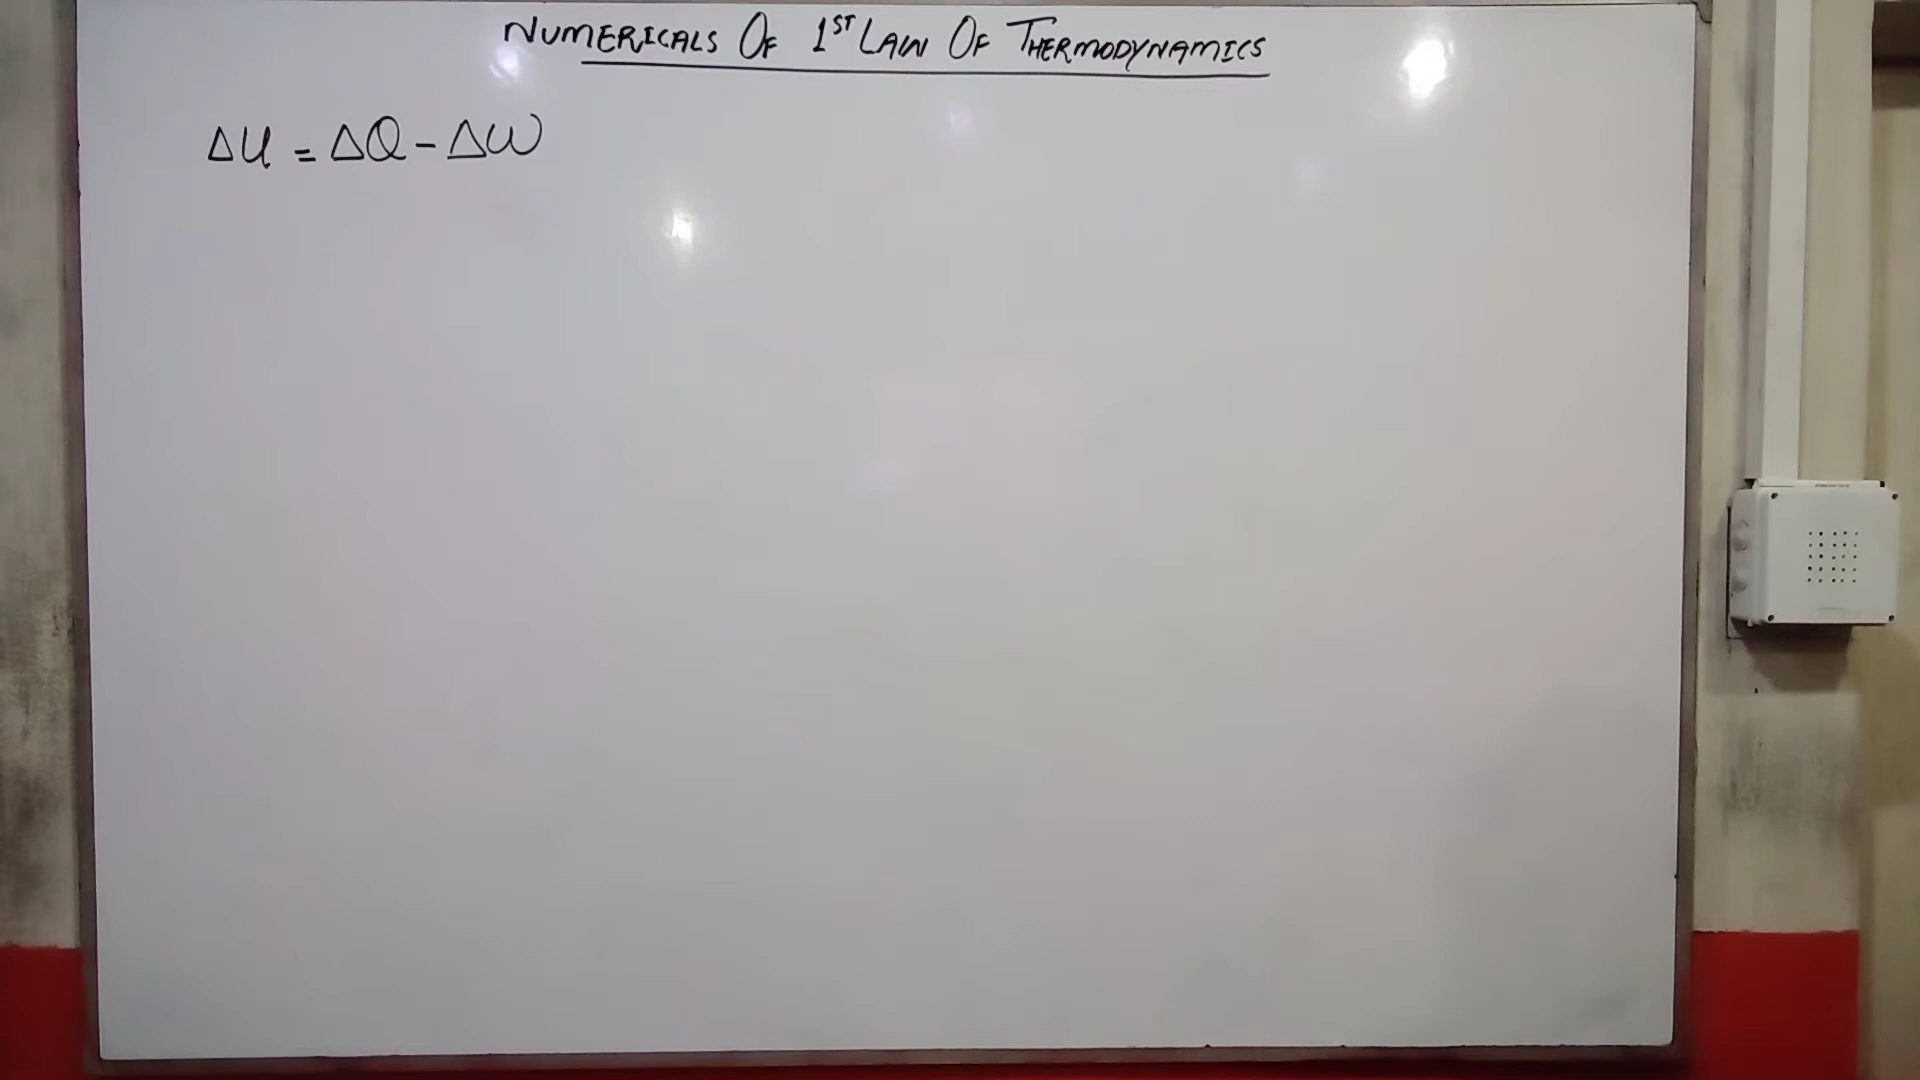 NUMERICALS OF 1ST LAW OF THERMODYNAMICS
ΔU = ΔQ - ΔW